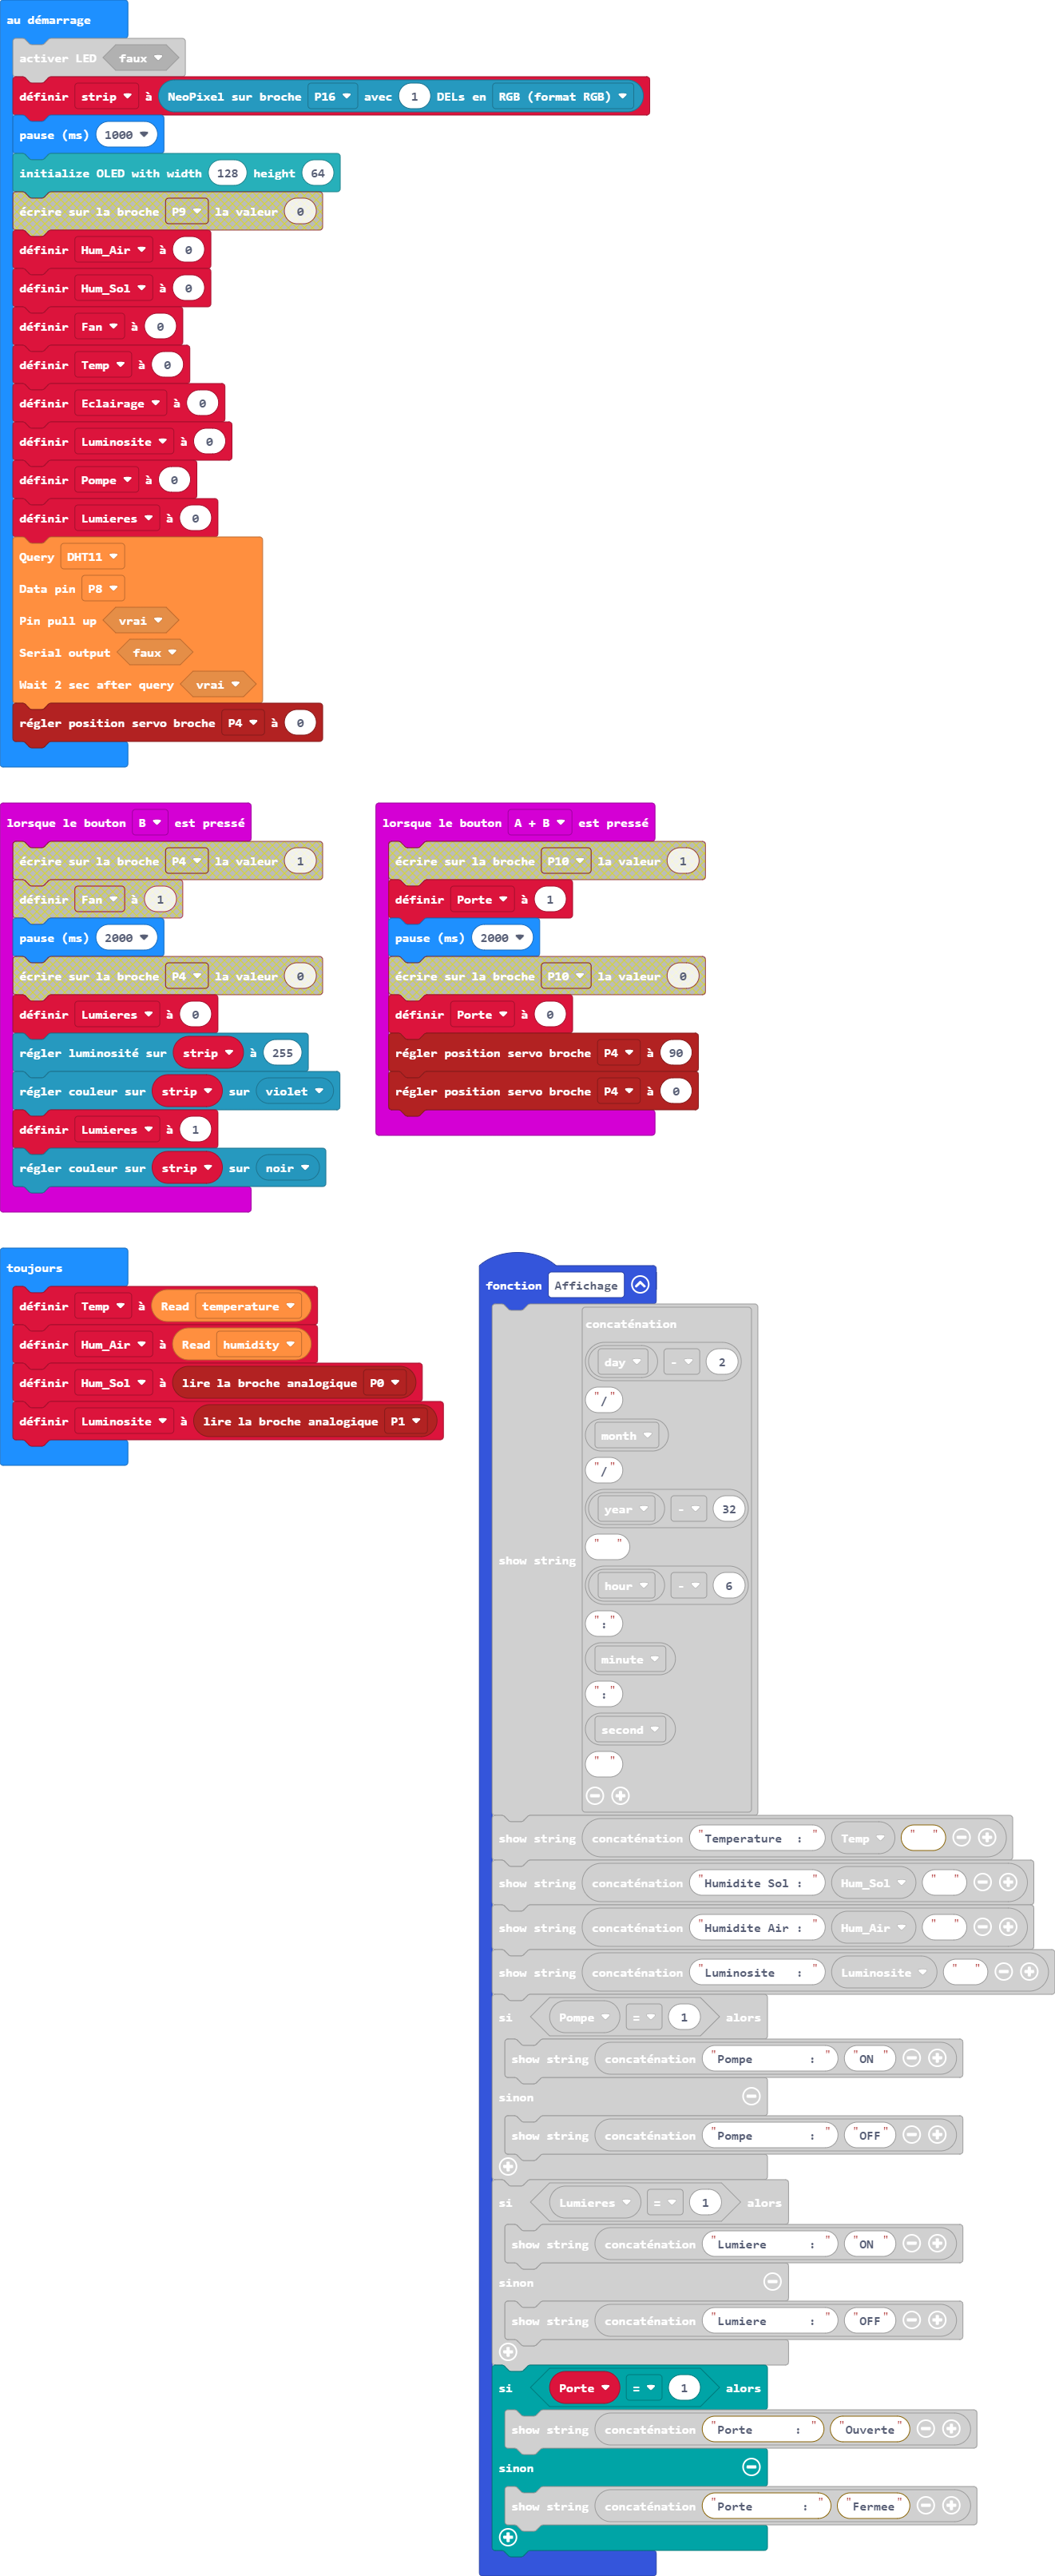 au démarrage
activer LED faux
définir strip à NeoPixel sur broche P16 avec 1 DELs en RGB (format RGB)
pause (ms) 1000
initialize OLED with width 128 height 64
écrire sur la broche P9 la valeur 0
définir Hum_Air à 0
définir Hum_Sol à 0
définir Fan à 0
définir Temp à 0
définir Eclairage à 0
définir Luminosite à 0
définir Pompe à 0
définir Lumieres à 0
Query DHT11
Data pin P8
Pin pull up vrai
Serial output faux
Wait 2 sec after query vrai
régler position servo broche P4 à 0
lorsque le bouton B est pressé
écrire sur la broche P4 la valeur 1
définir Fan à 1
pause (ms) 2000
écrire sur la broche P4 la valeur 0
définir Lumieres à 0
régler luminosité sur strip à 255
régler couleur sur strip sur violet
définir Lumieres à 1
régler couleur sur strip sur noir
lorsque le bouton A + B est pressé
écrire sur la broche P10 la valeur 1
définir Porte à 1
pause (ms) 2000
écrire sur la broche P10 la valeur 0
définir Porte à 0
régler position servo broche P4 à 90
régler position servo broche P4 à 0
toujours
définir Temp à Read temperature
définir Hum_Air à Read humidity
définir Hum_Sol à lire la broche analogique P0
définir Luminosite à lire la broche analogique P1
fonction Affichage
show string concaténation
day - 2
"/"
month
"/"
year - 32
" "
hour - 6
":"
minute
":"
second
" "
show string concaténation "Temperature : " Temp " "
show string concaténation "Humidite Sol : " Hum_Sol " "
show string concaténation "Humidite Air : " Hum_Air " "
show string concaténation "Luminosite : " Luminosite " "
si Pompe = 1 alors
show string concaténation "Pompe : " "ON "
sinon
show string concaténation "Pompe : " "OFF"
si Lumieres = 1 alors
show string concaténation "Lumiere : " "ON "
sinon
show string concaténation "Lumiere : " "OFF"
si Porte = 1 alors
show string concaténation "Porte : " "Ouverte"
sinon
show string concaténation "Porte : " "Fermee"